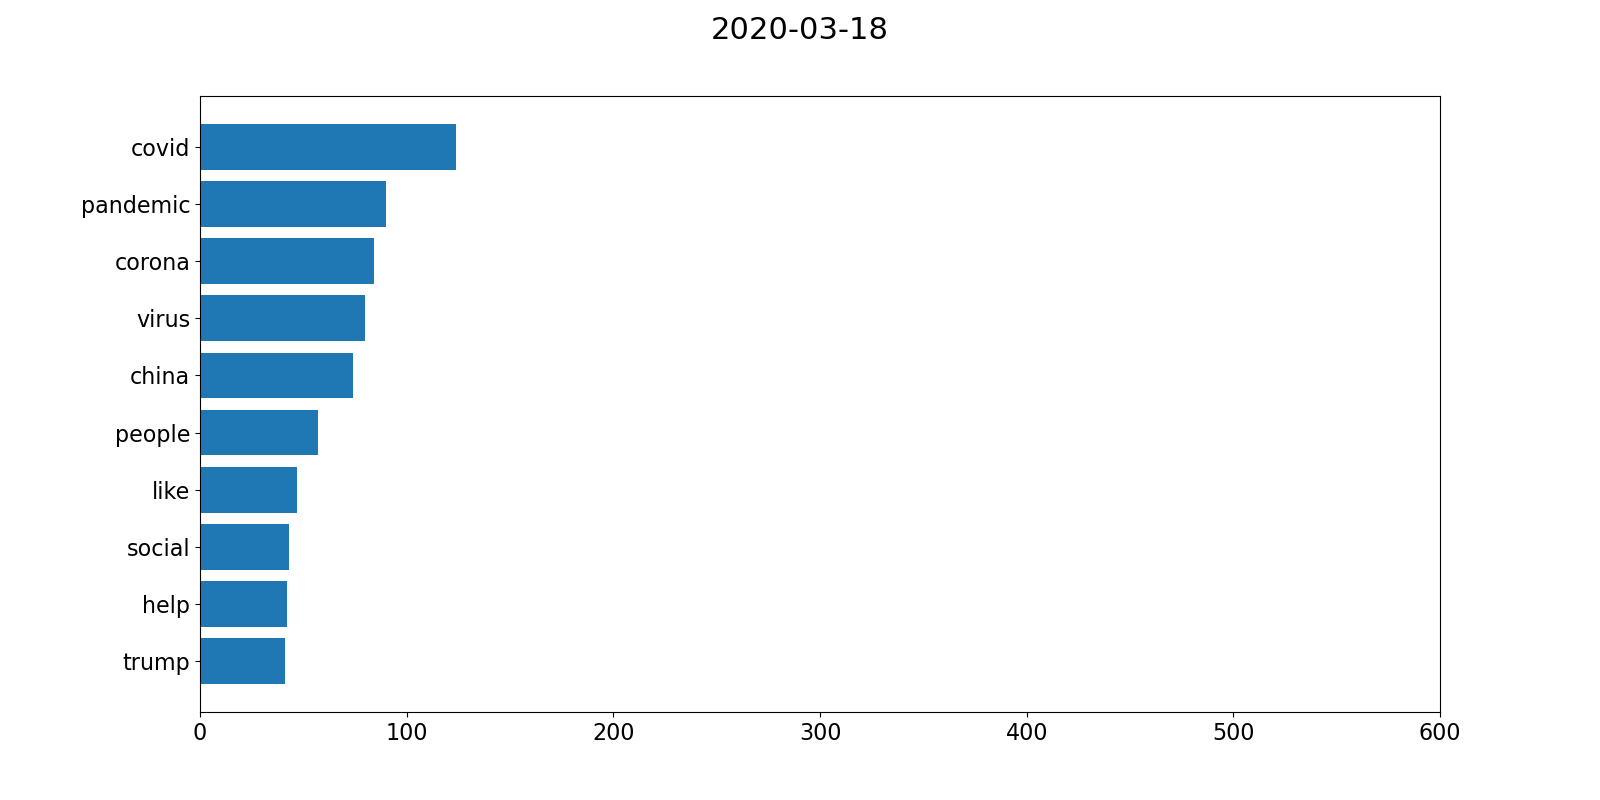 2020-03-18
covid
pandemic
corona
virus
china
people
like
social
help
trump
0 100 200 300 400 500 600